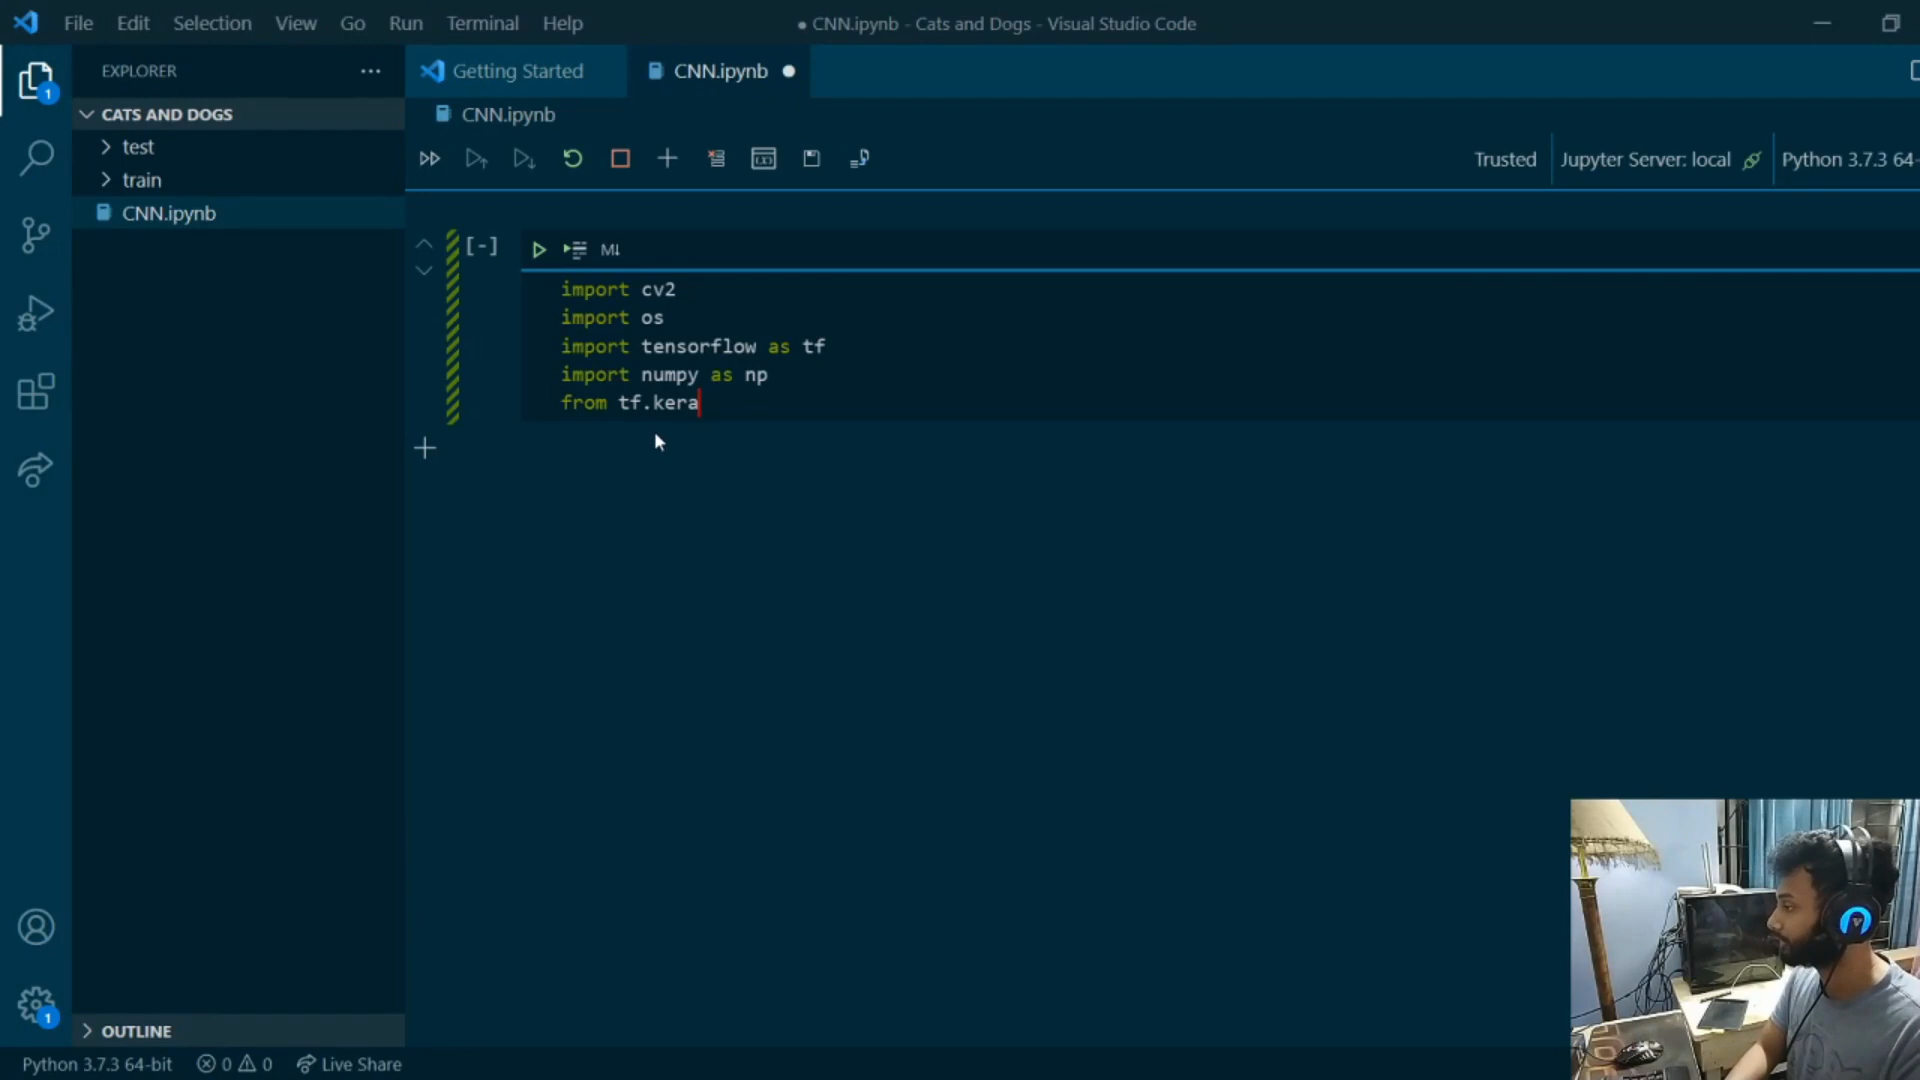 File Edit Selection View Go Run Terminal Help
● CNN.ipynb - Cats and Dogs - Visual Studio Code
EXPLORER ···
Getting Started
CNN.ipynb ●
1
CATS AND DOGS
CNN.ipynb
test
train
CNN.ipynb
Trusted
Jupyter Server: local
Python 3.7.3 64-
[-]
M↓
import cv2
import os
import tensorflow as tf
import numpy as np
from tf.kera
1
OUTLINE
Python 3.7.3 64-bit
0 0
Live Share